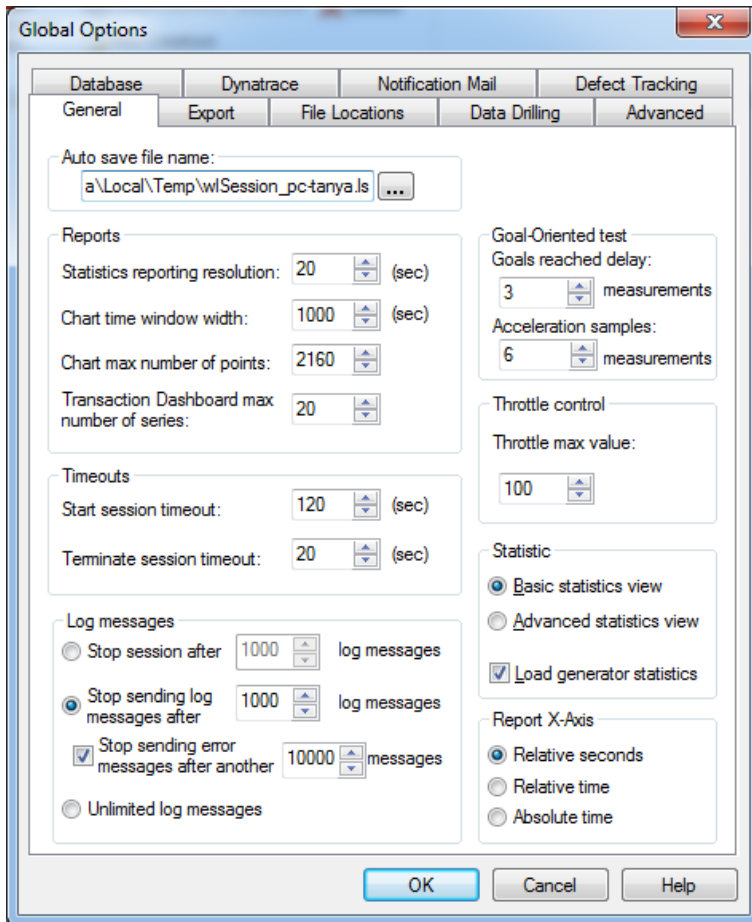 Global Options
Database
Dynatrace
Notification Mail
Defect Tracking
General
Export
File Locations
Data Drilling
Advanced
Auto save file name:
a\Local\Temp\wlSession_pc-tanya.ls
...
Reports
Statistics reporting resolution: 20 (sec)
Chart time window width: 1000 (sec)
Chart max number of points: 2160
Transaction Dashboard max
number of series: 20
Timeouts
Start session timeout: 120 (sec)
Terminate session timeout: 20 (sec)
Log messages
Stop session after 1000 log messages
Stop sending log
messages after 1000 log messages
Stop sending error
messages after another 10000 messages
Unlimited log messages
Goal-Oriented test
Goals reached delay:
3 measurements
Acceleration samples:
6 measurements
Throttle control
Throttle max value:
100
Statistic
Basic statistics view
Advanced statistics view
Load generator statistics
Report X-Axis
Relative seconds
Relative time
Absolute time
OK
Cancel
Help